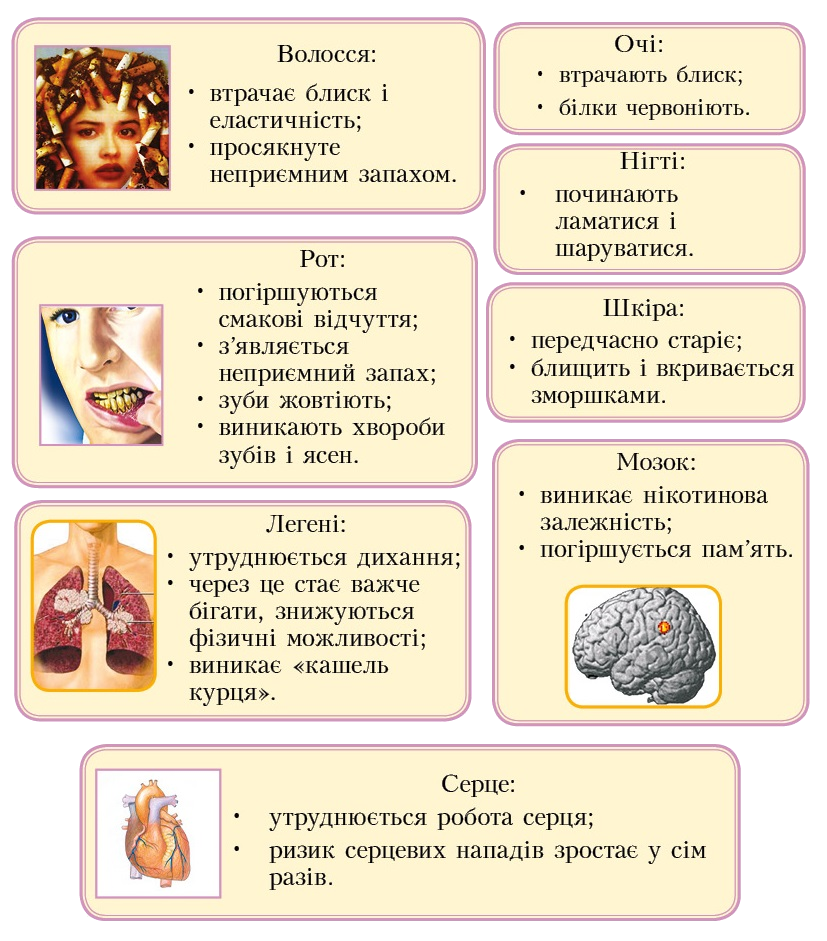 Волосся:
• втрачає блиск і
еластичність;
• просякнуте
неприємним запахом.
Очі:
• втрачають блиск;
• білки червоніють.
Нігті:
• починають
ламатися і
шаруватися.
Рот:
• погіршуються
смакові відчуття;
• з’являється
неприємний запах;
• зуби жовтіють;
• виникають хвороби
зубів і ясен.
Шкіра:
• передчасно старіє;
• блищить і вкривається
зморшками.
Легені:
• утруднюється дихання;
• через це стає важче
бігати, знижуються
фізичні можливості;
• виникає «кашель
курця».
Мозок:
• виникає нікотинова
залежність;
• погіршується пам’ять.
Серце:
• утруднюється робота серця;
• ризик серцевих нападів зростає у сім
разів.